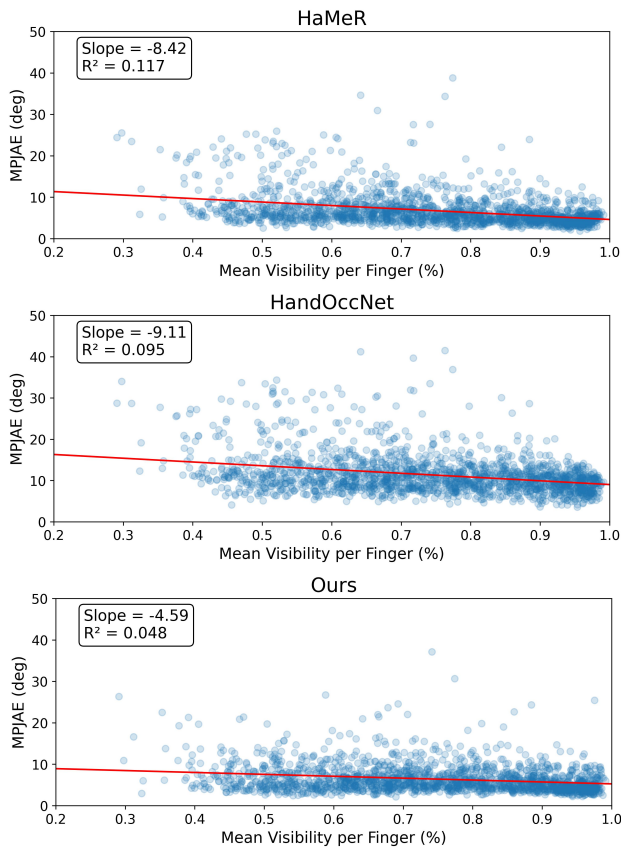 HaMeR
Slope = -8.42
R² = 0.117
MPJAE (deg)
50
40
30
20
10
0
0.2 0.3 0.4 0.5 0.6 0.7 0.8 0.9 1.0
Mean Visibility per Finger (%)
HandOccNet
Slope = -9.11
R² = 0.095
MPJAE (deg)
50
40
30
20
10
0
0.2 0.3 0.4 0.5 0.6 0.7 0.8 0.9 1.0
Mean Visibility per Finger (%)
Ours
Slope = -4.59
R² = 0.048
MPJAE (deg)
50
40
30
20
10
0
0.2 0.3 0.4 0.5 0.6 0.7 0.8 0.9 1.0
Mean Visibility per Finger (%)